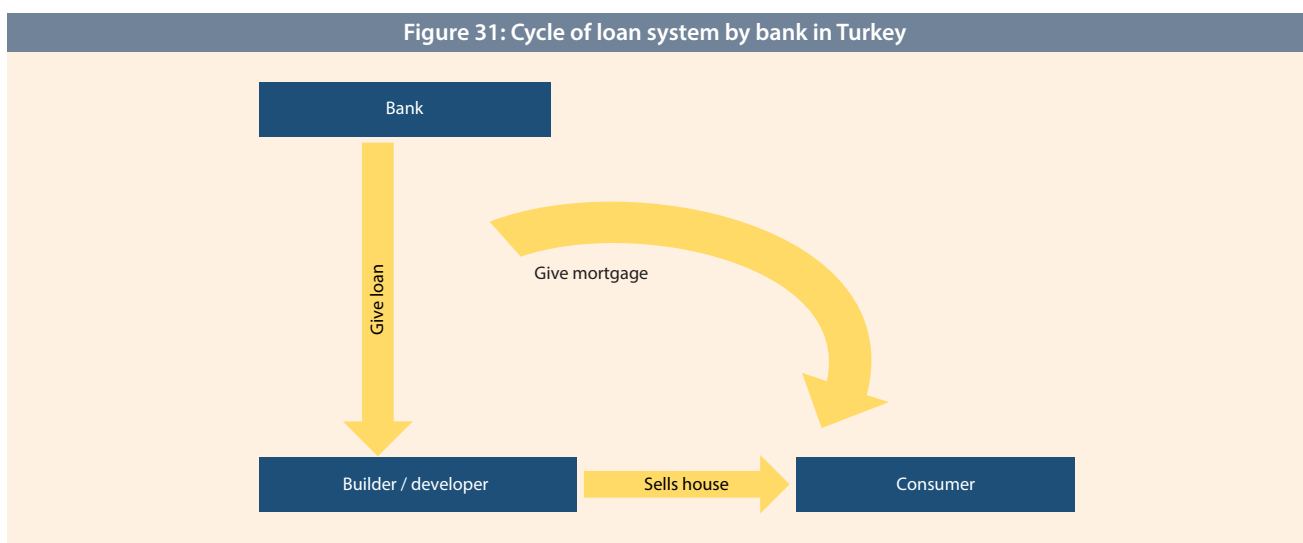 Figure 31: Cycle of loan system by bank in Turkey
Bank
Give loan
Give mortgage
Builder / developer
Sells house
Consumer